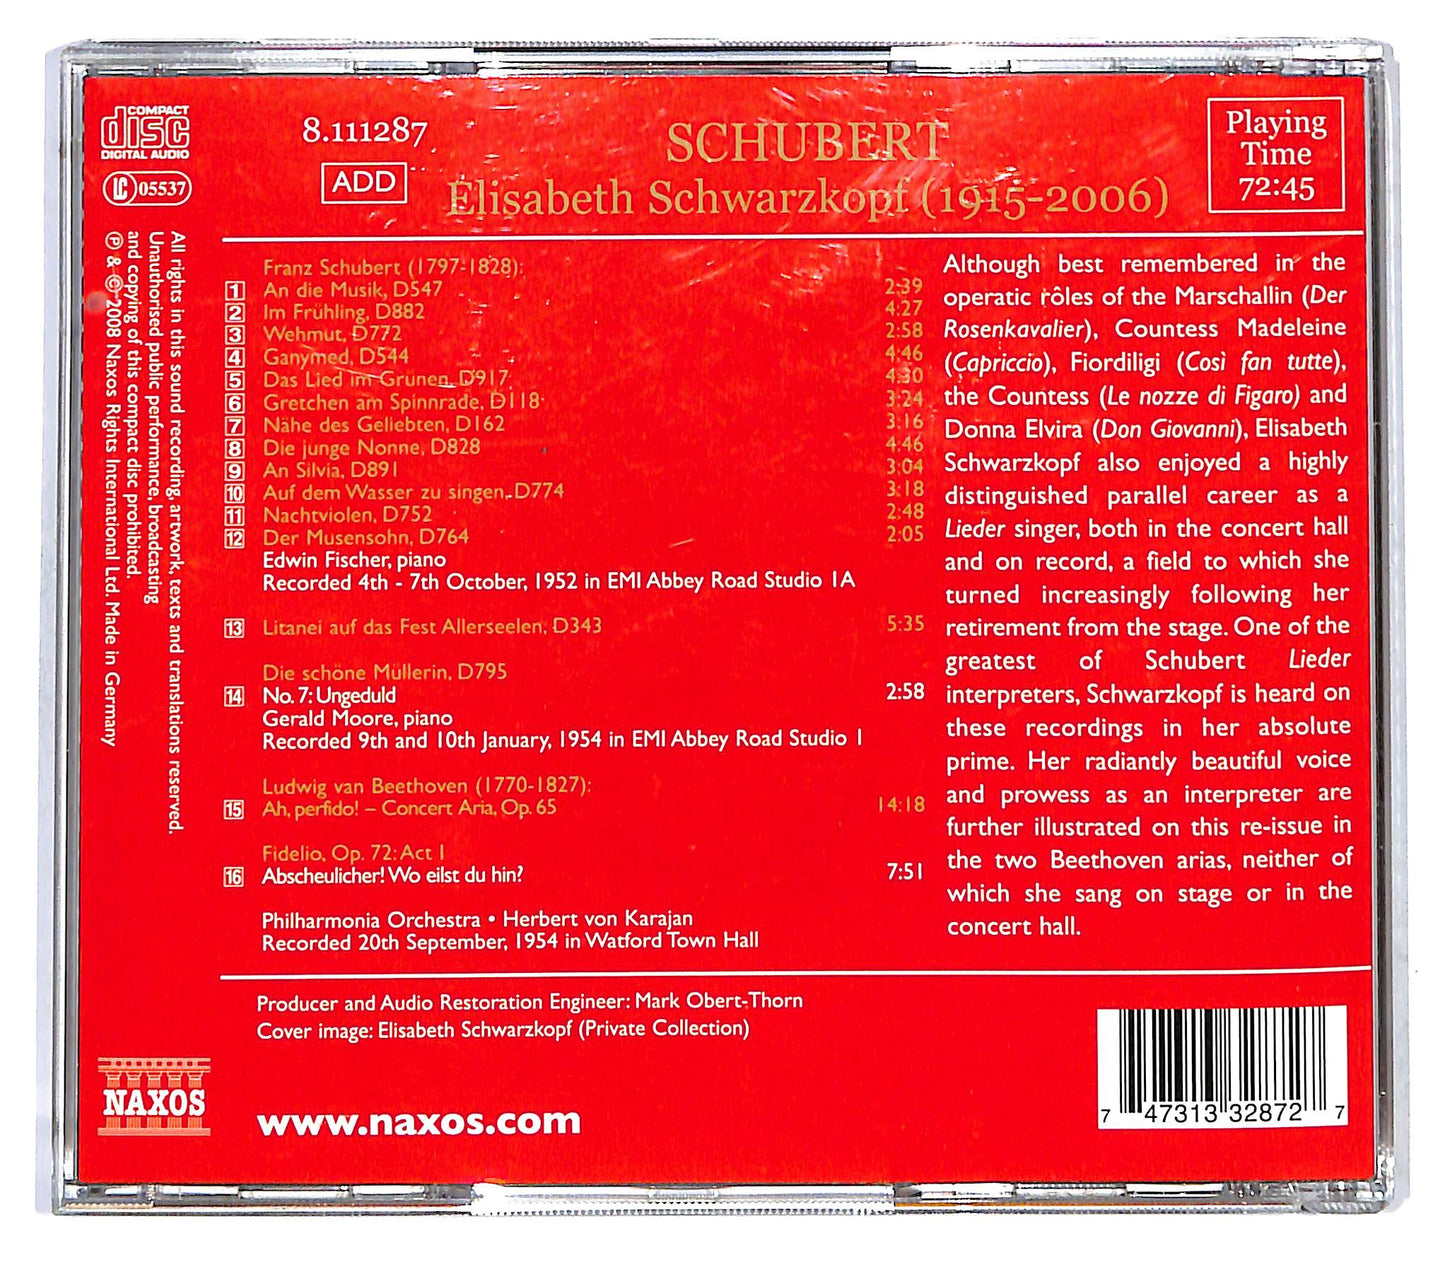 COMPACT
disc
DIGITAL AUDIO
LC 05537
8.111287
ADD
SCHUBERT
Elisabeth Schwarzkopf (1915-2006)
Playing
Time
72:45
All rights in this sound recording, artwork, texts and translations reserved.
Unauthorised public performance, broadcasting
and copying of this compact disc prohibited.
℗ & © 2008 Naxos Rights International Ltd. Made in Germany
Franz Schubert (1797-1828):
1 An die Musik, D547 2:39
2 Im Frühling, D882 4:27
3 Wehmut, D772 2:58
4 Ganymed, D544 4:46
5 Das Lied im Grünen, D917 4:30
6 Gretchen am Spinnrade, D118 3:24
7 Nähe des Geliebten, D162 3:16
8 Die junge Nonne, D828 4:46
9 An Silvia, D891 3:04
10 Auf dem Wasser zu singen, D774 3:18
11 Nachtviolen, D752 2:48
12 Der Musensohn, D764 2:05
Edwin Fischer, piano
Recorded 4th - 7th October, 1952 in EMI Abbey Road Studio 1A
13 Litanei auf das Fest Allerseelen, D343 5:35
Die schöne Müllerin, D795
14 No. 7: Ungeduld 2:58
Gerald Moore, piano
Recorded 9th and 10th January, 1954 in EMI Abbey Road Studio 1
Ludwig van Beethoven (1770-1827):
15 Ah, perfido! – Concert Aria, Op. 65 14:18
Fidelio, Op. 72: Act 1
16 Abscheulicher! Wo eilst du hin? 7:51
Philharmonia Orchestra • Herbert von Karajan
Recorded 20th September, 1954 in Watford Town Hall
Although best remembered in the
operatic rôles of the Marschallin (Der
Rosenkavalier), Countess Madeleine
(Capriccio), Fiordiligi (Così fan tutte),
the Countess (Le nozze di Figaro) and
Donna Elvira (Don Giovanni), Elisabeth
Schwarzkopf also enjoyed a highly
distinguished parallel career as a
Lieder singer, both in the concert hall
and on record, a field to which she
turned increasingly following her
retirement from the stage. One of the
greatest of Schubert Lieder
interpreters, Schwarzkopf is heard on
these recordings in her absolute
prime. Her radiantly beautiful voice
and prowess as an interpreter are
further illustrated on this re-issue in
the two Beethoven arias, neither of
which she sang on stage or in the
concert hall.
Producer and Audio Restoration Engineer: Mark Obert-Thorn
Cover image: Elisabeth Schwarzkopf (Private Collection)
NAXOS
www.naxos.com
7 47313 32872 7